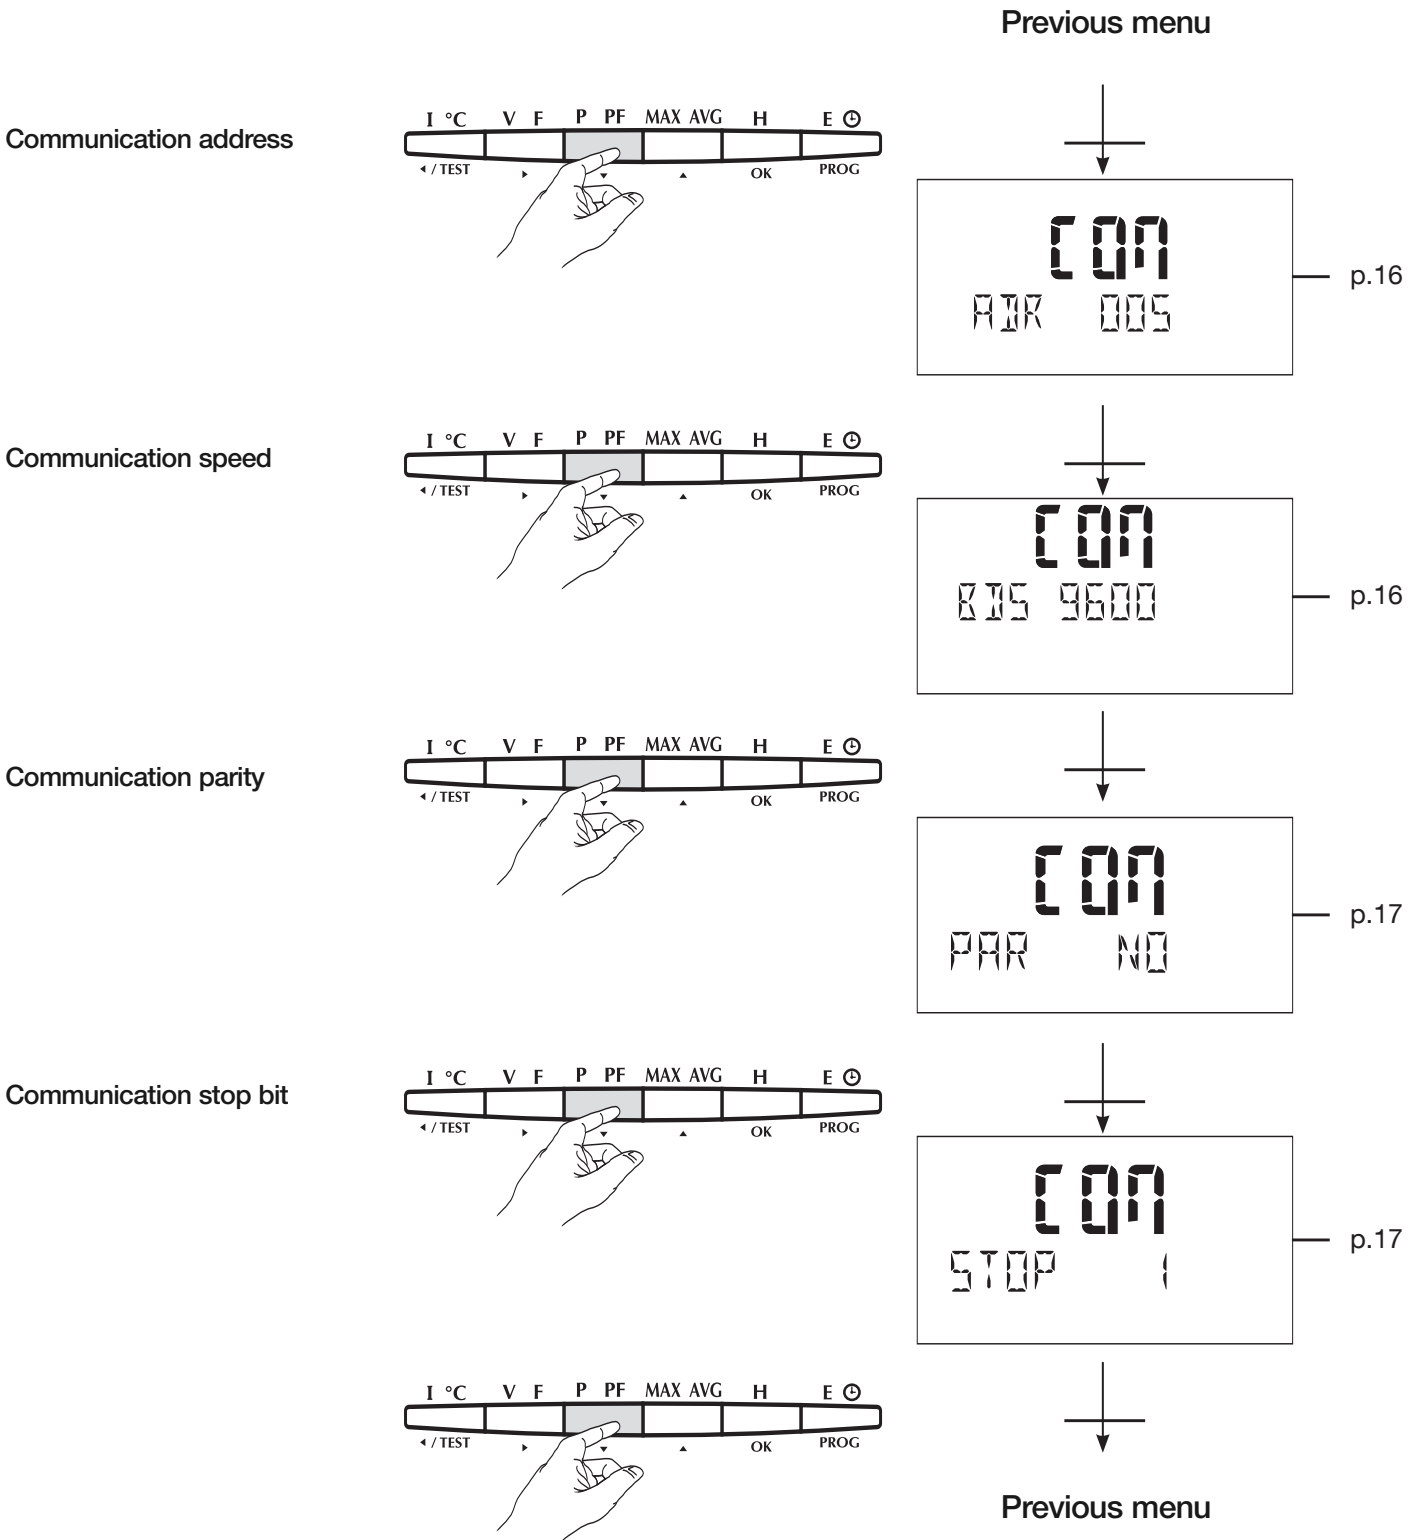 Previous menu
Communication address
I °C V F P PF MAX AVG H E
◂ / TEST ▸ ▾ ▴ OK PROG
COM
ADR 005
p.16
Communication speed
I °C V F P PF MAX AVG H E
◂ / TEST ▸ ▾ ▴ OK PROG
COM
BDS 9600
p.16
Communication parity
I °C V F P PF MAX AVG H E
◂ / TEST ▸ ▾ ▴ OK PROG
COM
PAR NO
p.17
Communication stop bit
I °C V F P PF MAX AVG H E
◂ / TEST ▸ ▾ ▴ OK PROG
COM
STOP 1
p.17
I °C V F P PF MAX AVG H E
◂ / TEST ▸ ▾ ▴ OK PROG
Previous menu